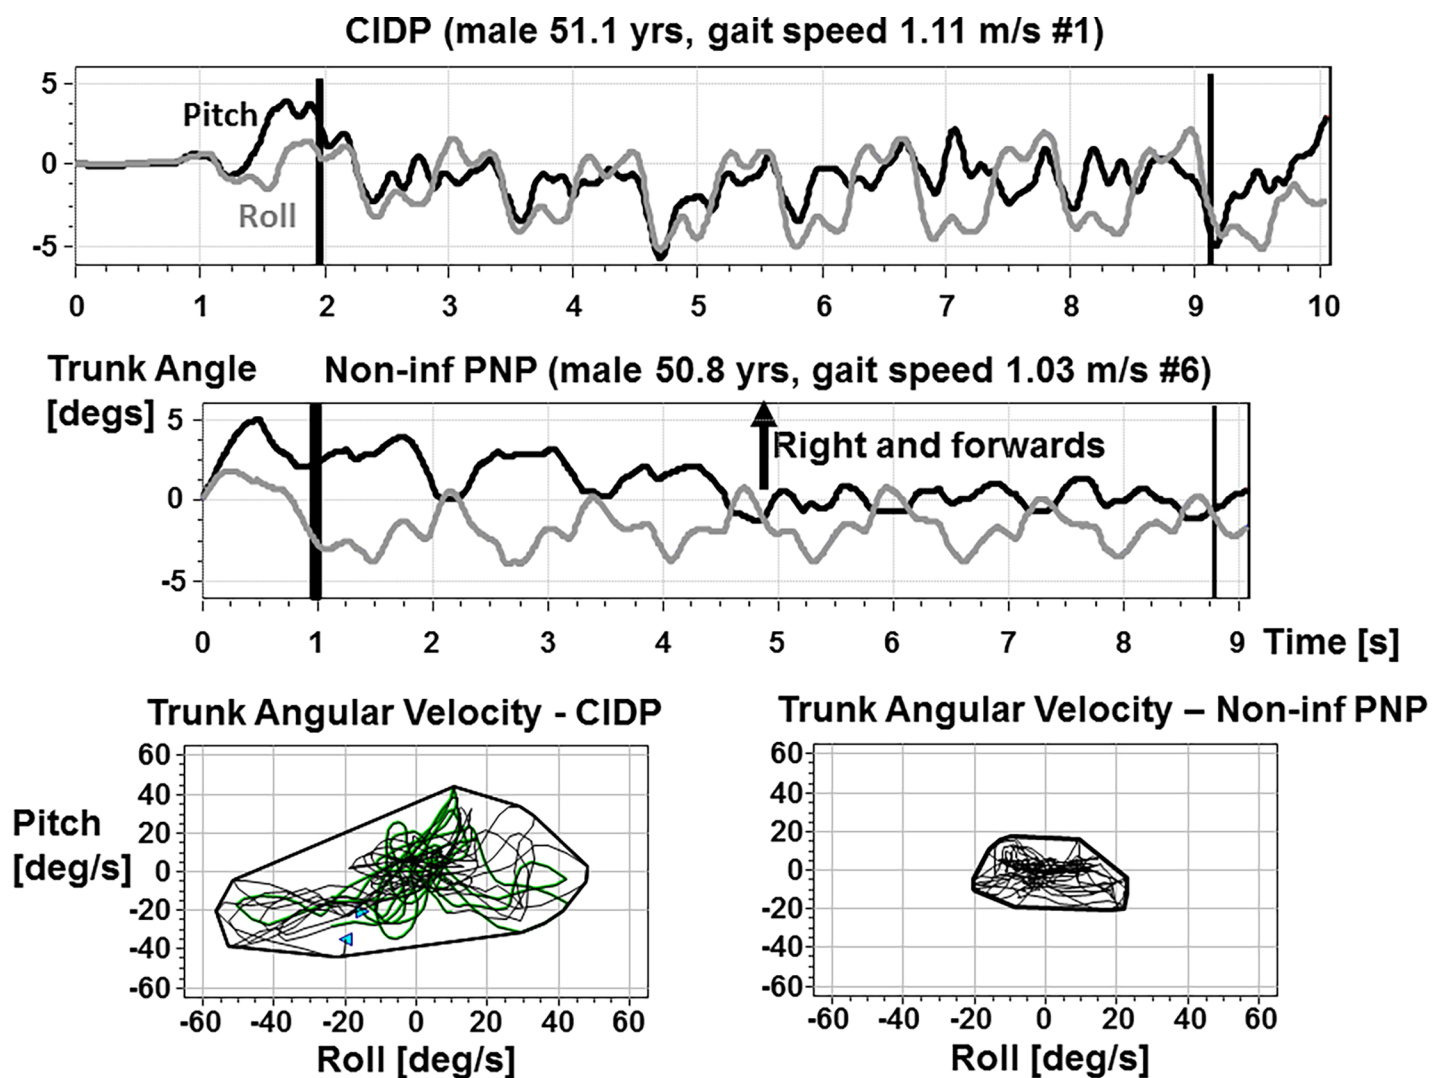 CIDP (male 51.1 yrs, gait speed 1.11 m/s #1)
5
Pitch
0
Roll
-5
0 1 2 3 4 5 6 7 8 9 10
Trunk Angle
[degs]
Non-inf PNP (male 50.8 yrs, gait speed 1.03 m/s #6)
5
Right and forwards
0
-5
0 1 2 3 4 5 6 7 8 9 Time [s]
Trunk Angular Velocity - CIDP
60
40
20
0
-20
-40
-60
Pitch
[deg/s]
-60 -40 -20 0 20 40 60
Roll [deg/s]
Trunk Angular Velocity – Non-inf PNP
60
40
20
0
-20
-40
-60
-60 -40 -20 0 20 40 60
Roll [deg/s]